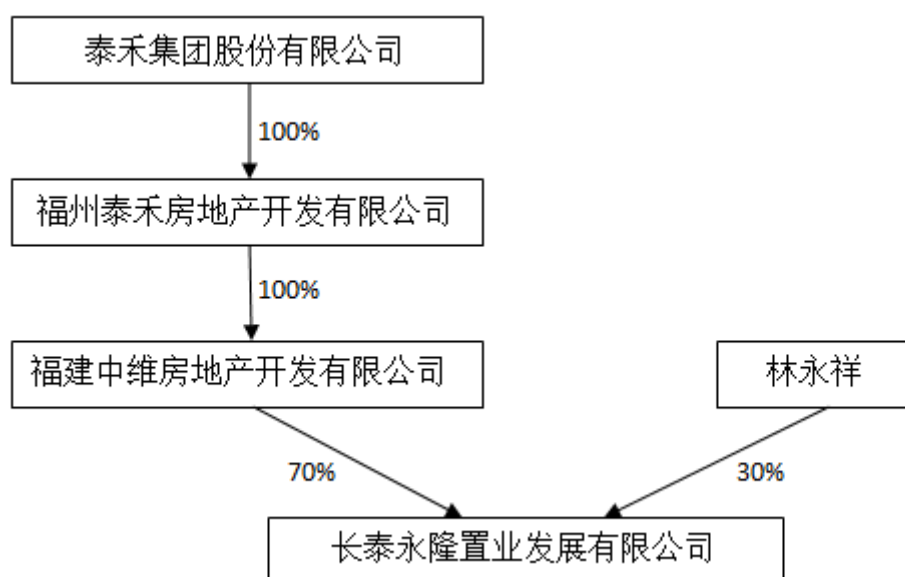 泰禾集团股份有限公司
100%
福州泰禾房地产开发有限公司
100%
福建中维房地产开发有限公司
林永祥
70%
30%
长泰永隆置业发展有限公司